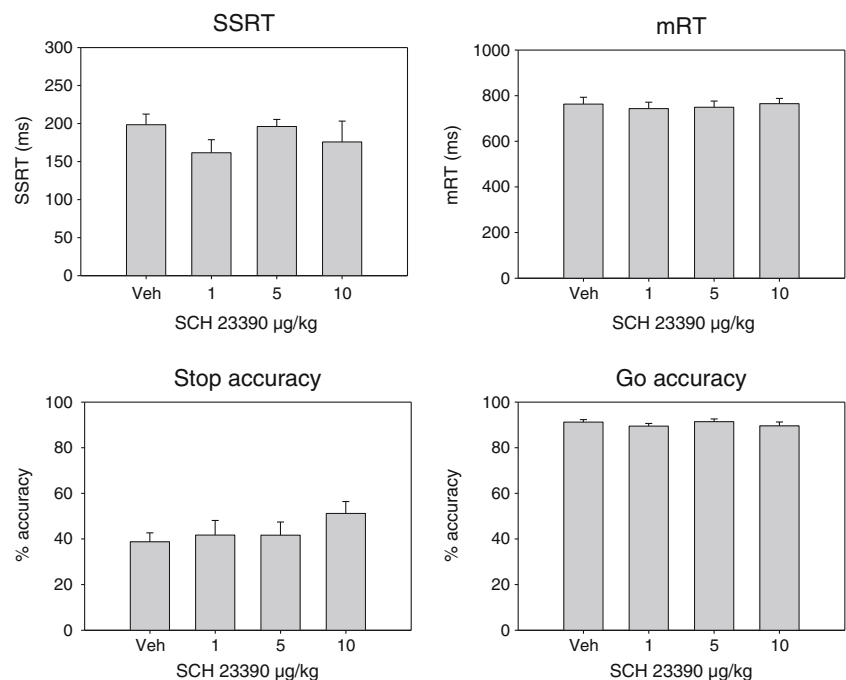 SSRT
300
250
200
150
100
50
0
SSRT (ms)
Veh 1 5 10
SCH 23390 µg/kg
mRT
1000
800
600
400
200
0
mRT (ms)
Veh 1 5 10
SCH 23390 µg/kg
Stop accuracy
100
80
60
40
20
0
% accuracy
Veh 1 5 10
SCH 23390 µg/kg
Go accuracy
100
80
60
40
20
0
% accuracy
Veh 1 5 10
SCH 23390 µg/kg